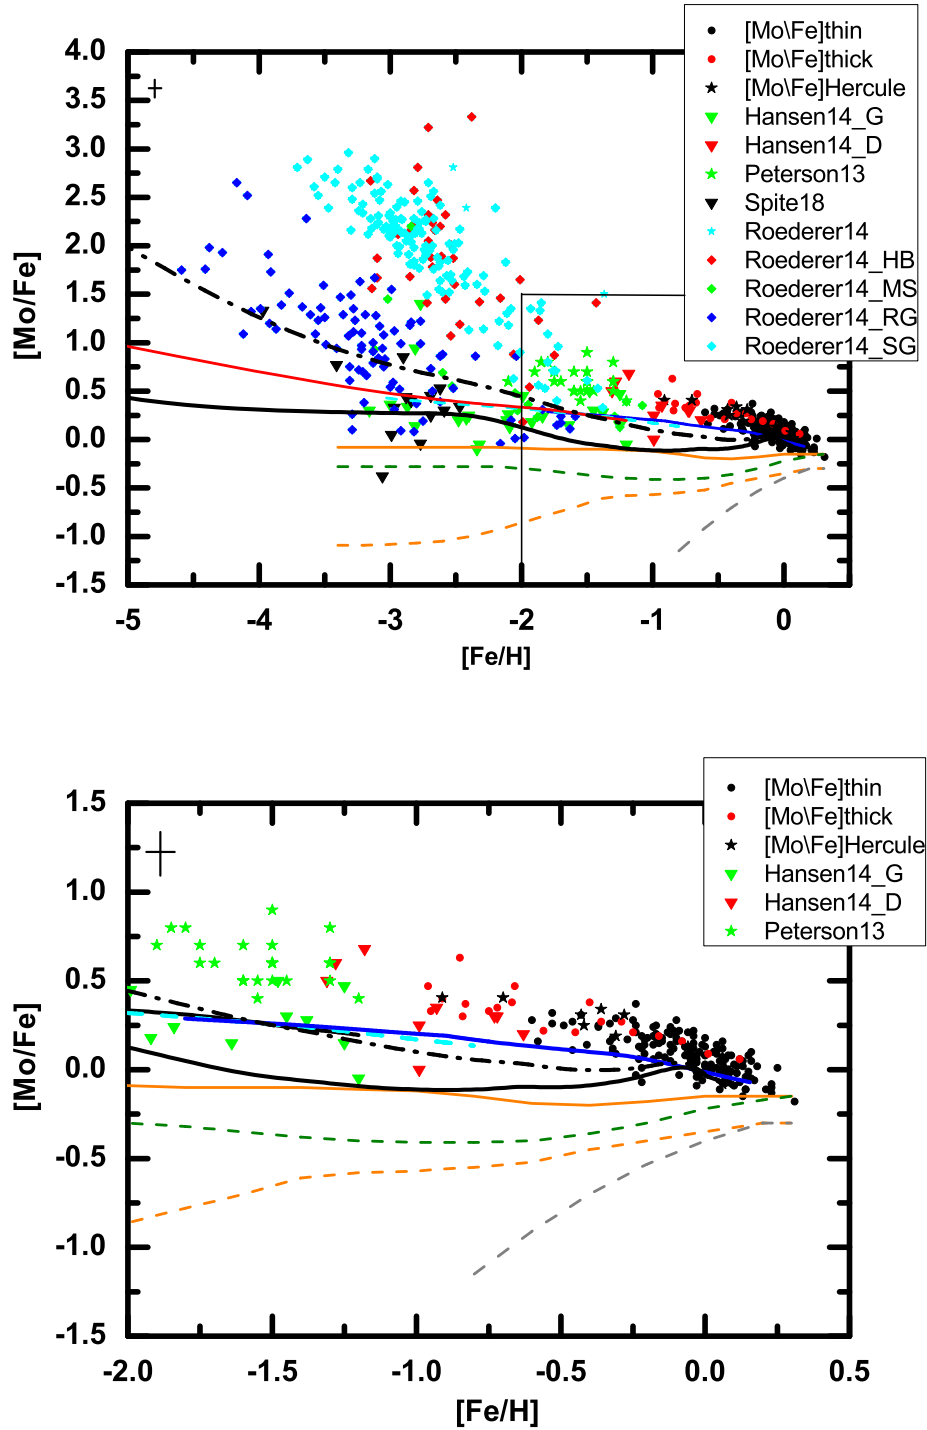 [Mo\Fe]thin
[Mo\Fe]thick
[Mo\Fe]Hercule
Hansen14_G
Hansen14_D
Peterson13
Spite18
Roederer14
Roederer14_HB
Roederer14_MS
Roederer14_RG
Roederer14_SG
4.0
3.5
3.0
2.5
2.0
1.5
1.0
0.5
0.0
-0.5
-1.0
-1.5
[Mo/Fe]
-5 -4 -3 -2 -1 0
[Fe/H]
[Mo\Fe]thin
[Mo\Fe]thick
[Mo\Fe]Hercule
Hansen14_G
Hansen14_D
Peterson13
1.5
1.0
0.5
0.0
-0.5
-1.0
-1.5
[Mo/Fe]
-2.0 -1.5 -1.0 -0.5 0.0 0.5
[Fe/H]